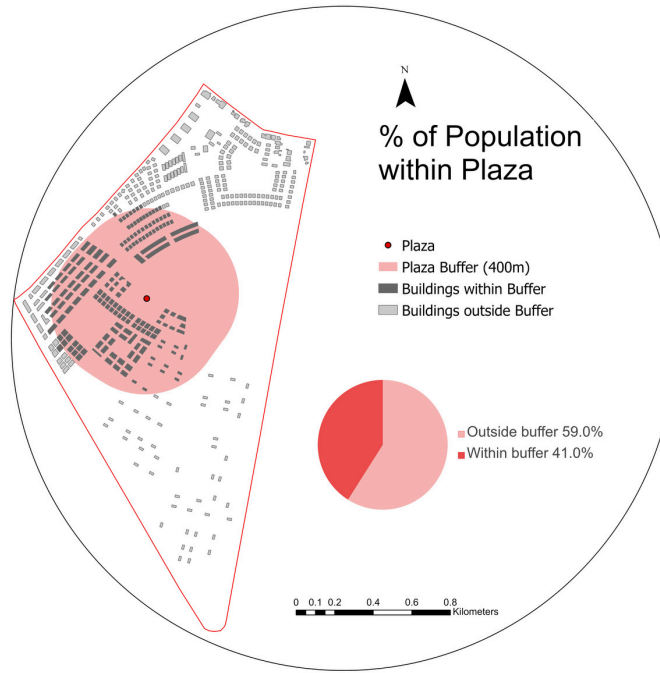 N
% of Population
within Plaza
Plaza
Plaza Buffer (400m)
Buildings within Buffer
Buildings outside Buffer
Outside buffer 59.0%
Within buffer 41.0%
0 0.1 0.2 0.4 0.6 0.8
Kilometers